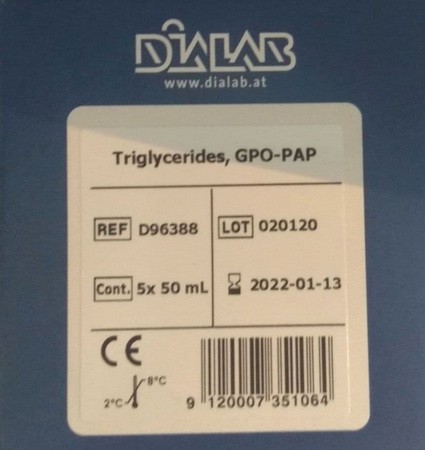 DIALAB
www.dialab.at
Triglycerides, GPO-PAP
REF D96388
LOT 020120
Cont. 5x 50 mL
2022-01-13
CE
8°C
2°C
9 120007 351064